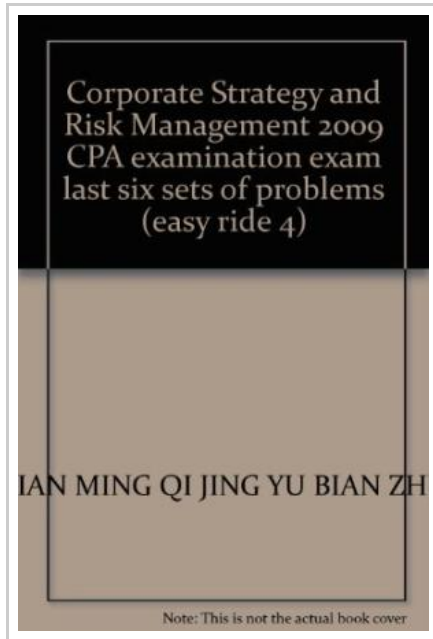 Corporate Strategy and
Risk Management 2009
CPA examination exam
last six sets of problems
(easy ride 4)
IAN MING QI JING YU BIAN ZH
Note: This is not the actual book cover